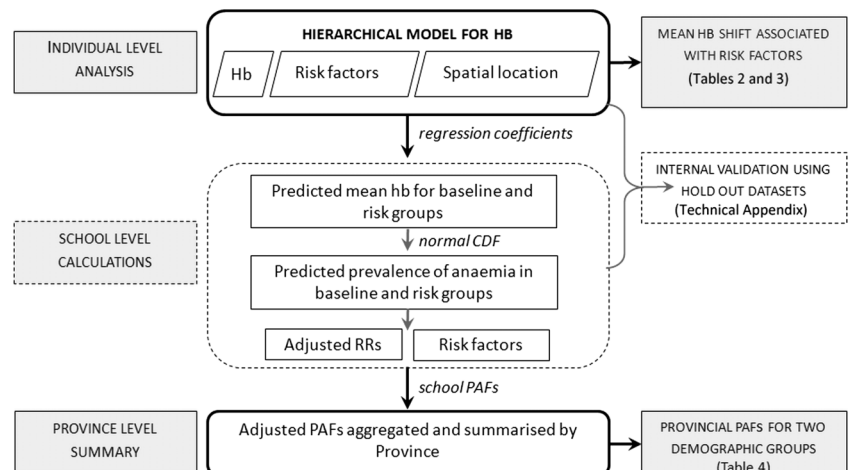 INDIVIDUAL LEVEL
ANALYSIS
HIERARCHICAL MODEL FOR HB
Hb
Risk factors
Spatial location
MEAN HB SHIFT ASSOCIATED
WITH RISK FACTORS
(Tables 2 and 3)
regression coefficients
INTERNAL VALIDATION USING
HOLD OUT DATASETS
(Technical Appendix)
SCHOOL LEVEL
CALCULATIONS
Predicted mean hb for baseline and
risk groups
normal CDF
Predicted prevalence of anaemia in
baseline and risk groups
Adjusted RRs
Risk factors
school PAFs
PROVINCE LEVEL
SUMMARY
Adjusted PAFs aggregated and summarised by
Province
PROVINCIAL PAFS FOR TWO
DEMOGRAPHIC GROUPS
(Table 4)